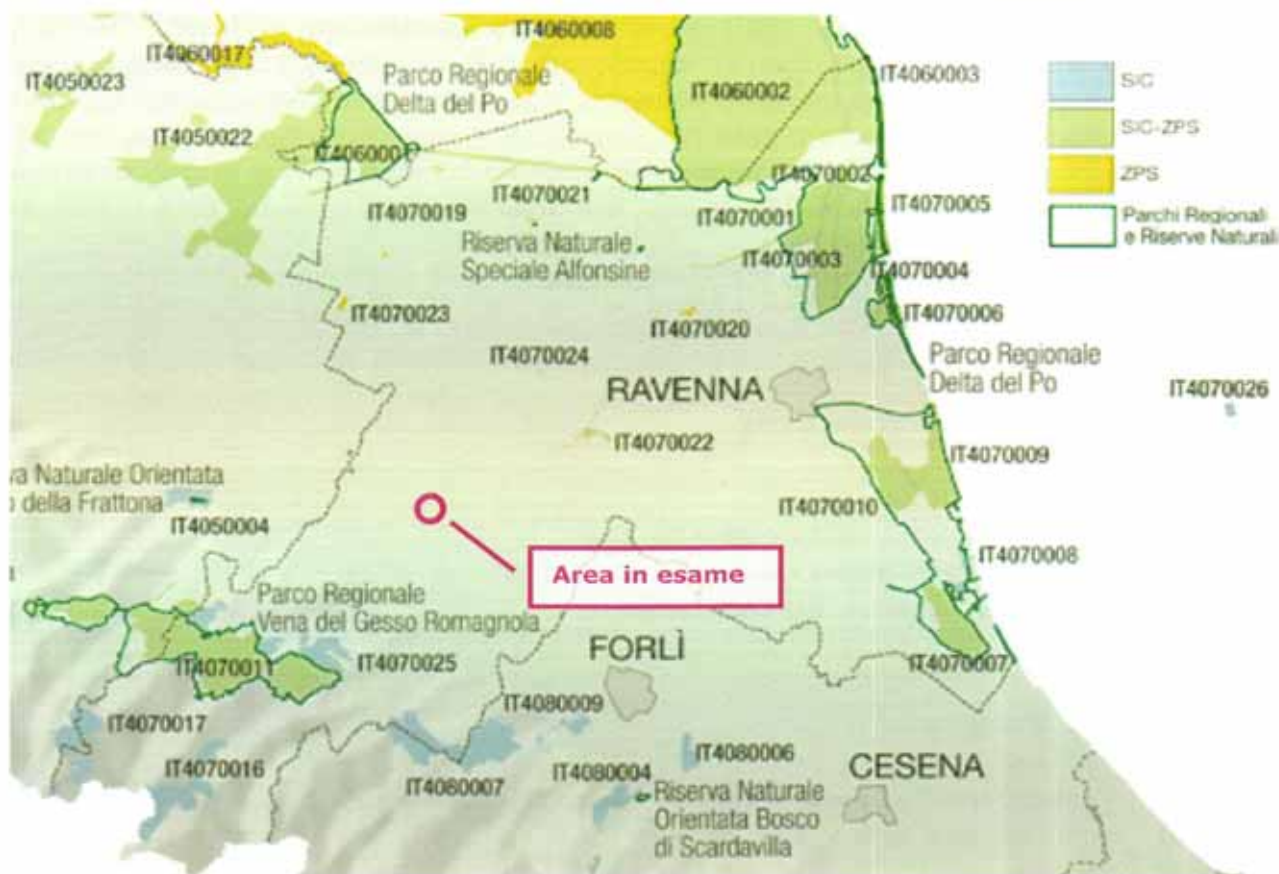 IT4060008
IT4060017
IT4050023
Parco Regionale
Delta del Po
IT4060002
IT4060003
SIC
SIC-ZPS
ZPS
Parchi Regionali
e Riserve Naturali
IT4050022
IT406000
IT4070021
IT4070002
IT4070019
IT4070001
IT4070005
Riserva Naturale
Speciale Alfonsine
IT4070003
IT4070004
IT4070023
IT4070020
IT4070006
IT4070024
Parco Regionale
Delta del Po
RAVENNA
IT4070026
IT4070022
IT4070009
va Naturale Orientata
o della Frattona
IT4050004
IT4070010
IT4070008
Area in esame
Parco Regionale
Vena del Gesso Romagnola
FORLÌ
IT4070011
IT4070025
IT4070007
IT4080009
IT4070017
IT4070016
IT4080007
IT4080004
IT4080006
CESENA
Riserva Naturale
Orientata Bosco
di Scardavilla